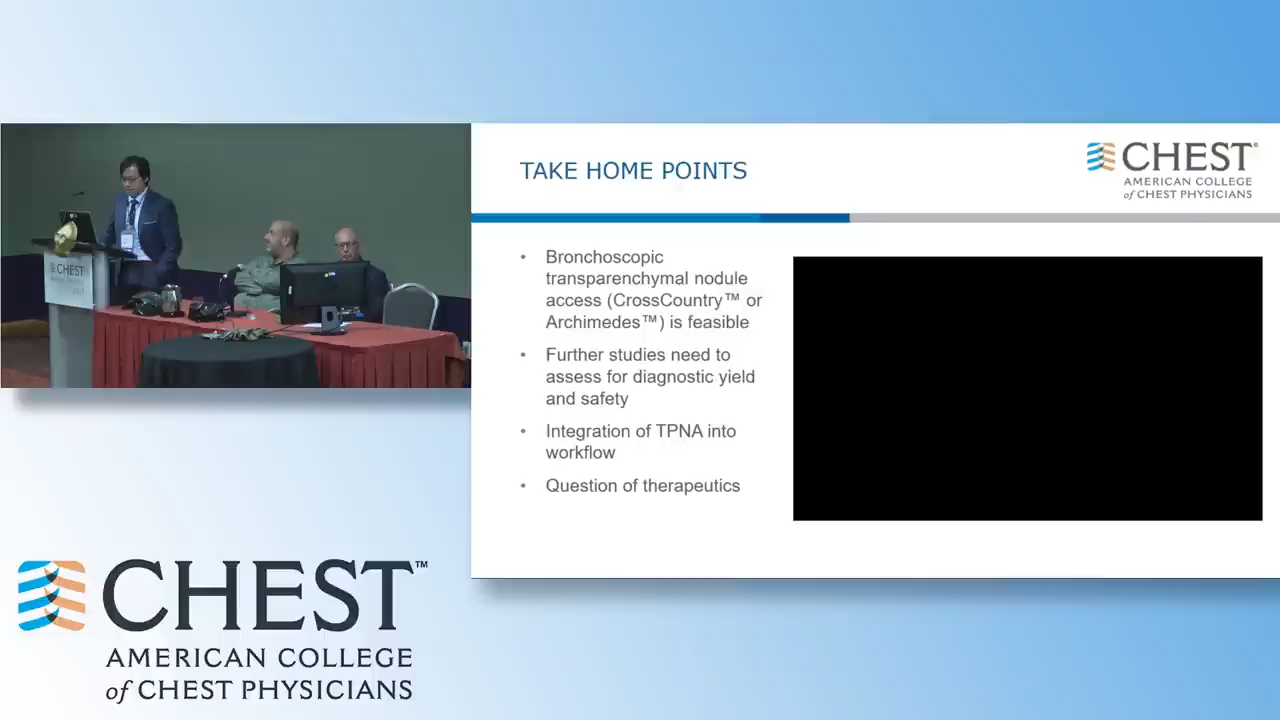 TAKE HOME POINTS
CHEST®
AMERICAN COLLEGE
of CHEST PHYSICIANS
• Bronchoscopic
transparenchymal nodule
access (CrossCountry™ or
Archimedes™) is feasible
• Further studies need to
assess for diagnostic yield
and safety
• Integration of TPNA into
workflow
• Question of therapeutics
CHEST
CHEST™
AMERICAN COLLEGE
of CHEST PHYSICIANS